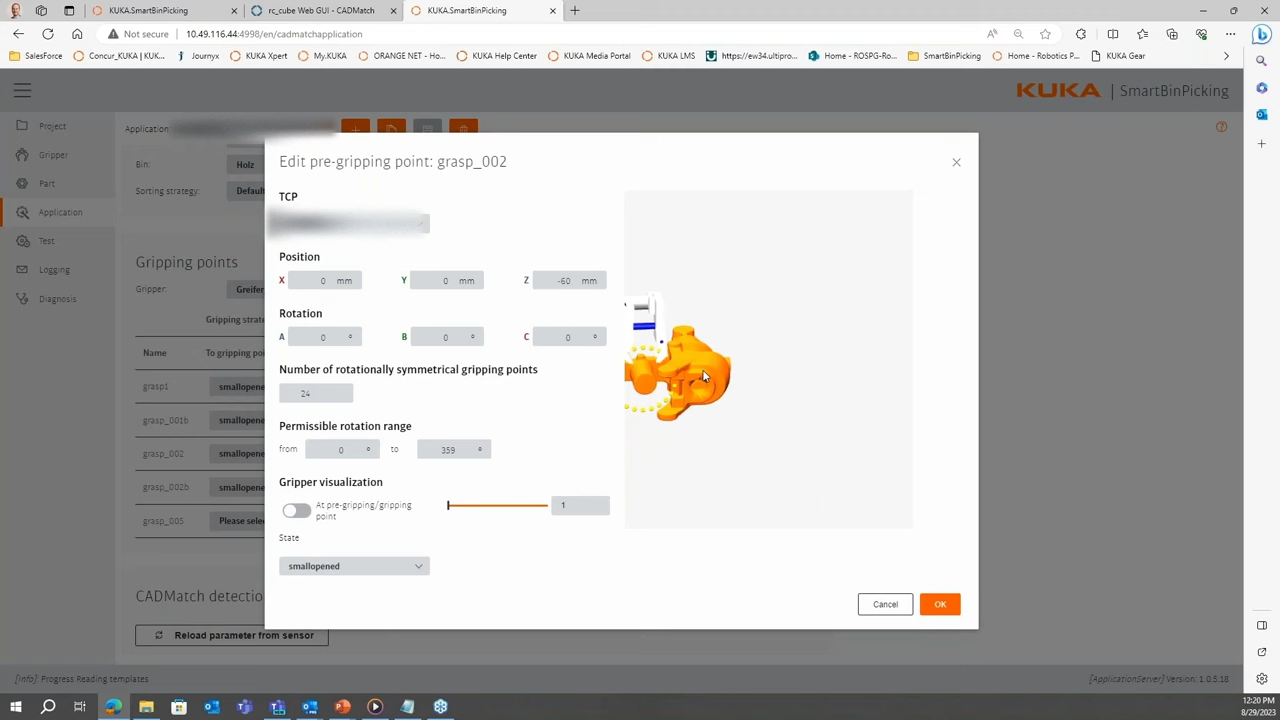 KUKA.SmartBinPicking
rc_cube Web GUI - CADMatch
KUKA.SmartBinPicking
Not secure 10.49.116.44:4998/en/cadmatchapplication
SalesForce Concur_KUKA | KUK... Journyx KUKA Xpert My.KUKA ORANGE NET - Ho... KUKA Help Center KUKA Media Portal KUKA LMS https://ew34.ultipro... Home - ROSPG-Ro... SmartBinPicking Home - Robotics P... KUKA Gear
KUKA | SmartBinPicking
Project
Gripper
Part
Application
Test
Logging
Diagnosis
Application
Bin: Holz
Sorting strategy: Default
Gripping points
Gripper: Greifer
Gripping strate
Name To gripping poi
grasp1 smallopene
grasp_001b smallopene
grasp_002 smallopene
grasp_002b smallopene
grasp_005 Please selec
CADMatch detectio
Reload parameter from sensor
Edit pre-gripping point: grasp_002
TCP
Position
X 0 mm Y 0 mm Z -60 mm
Rotation
A 0 ° B 0 ° C 0 °
Number of rotationally symmetrical gripping points
24
Permissible rotation range
from 0 ° to 359 °
Gripper visualization
At pre-gripping/gripping
point
1
State
smallopened
Cancel OK
[Info]: Progress Reading templates
[ApplicationServer] Version: 1.0.5.18
12:20 PM
8/29/2023